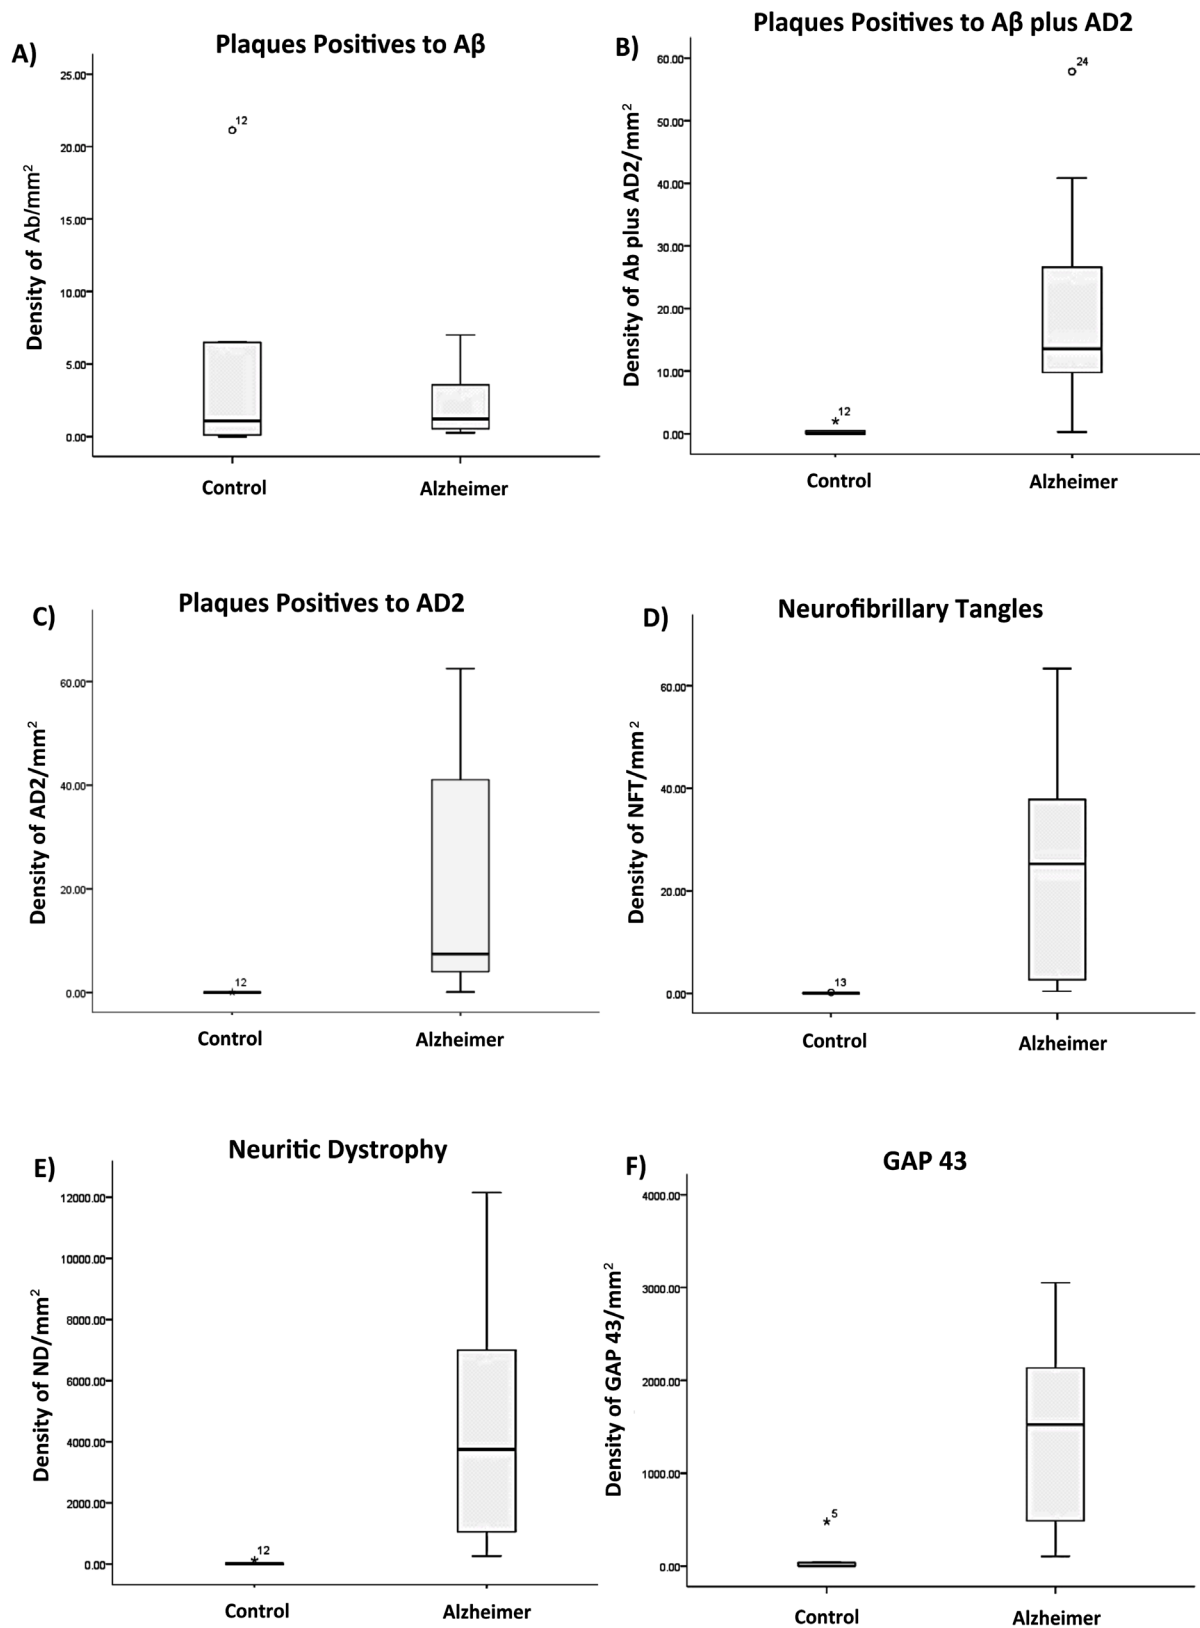 A)
Plaques Positives to Aβ
Density of Ab/mm²
25.00
20.00
15.00
10.00
5.00
0.00
12
Control
Alzheimer
B)
Plaques Positives to Aβ plus AD2
Density of Ab plus AD2/mm²
60.00
50.00
40.00
30.00
20.00
10.00
0.00
24
12
Control
Alzheimer
C)
Plaques Positives to AD2
Density of AD2/mm²
60.00
40.00
20.00
0.00
12
Control
Alzheimer
D)
Neurofibrillary Tangles
Density of NFT/mm²
60.00
40.00
20.00
0.00
13
Control
Alzheimer
E)
Neuritic Dystrophy
Density of ND/mm²
12000.00
10000.00
8000.00
6000.00
4000.00
2000.00
0.00
12
Control
Alzheimer
F)
GAP 43
Density of GAP 43/mm²
4000.00
3000.00
2000.00
1000.00
0.00
5
Control
Alzheimer